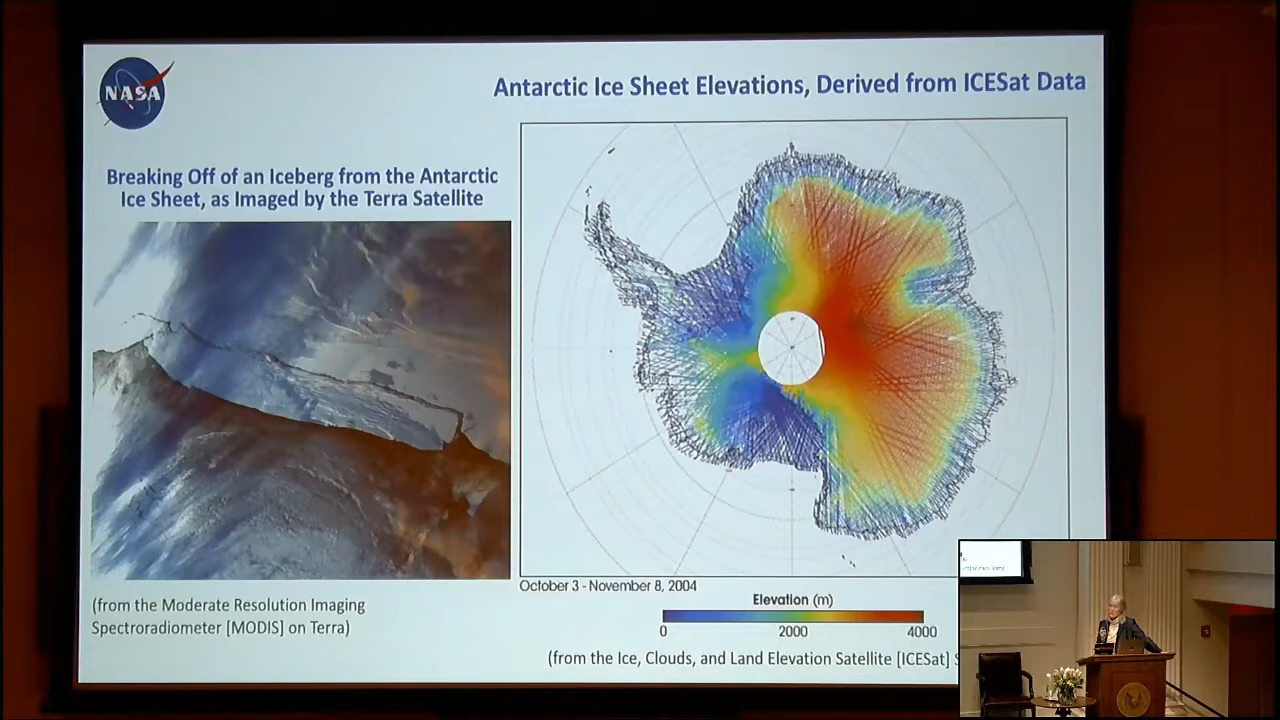 NASA
Antarctic Ice Sheet Elevations, Derived from ICESat Data
Breaking Off of an Iceberg from the Antarctic
Ice Sheet, as Imaged by the Terra Satellite
(from the Moderate Resolution Imaging
Spectroradiometer [MODIS] on Terra)
October 3 - November 8, 2004
Elevation (m)
0 2000 4000
(from the Ice, Clouds, and Land Elevation Satellite [ICESat]